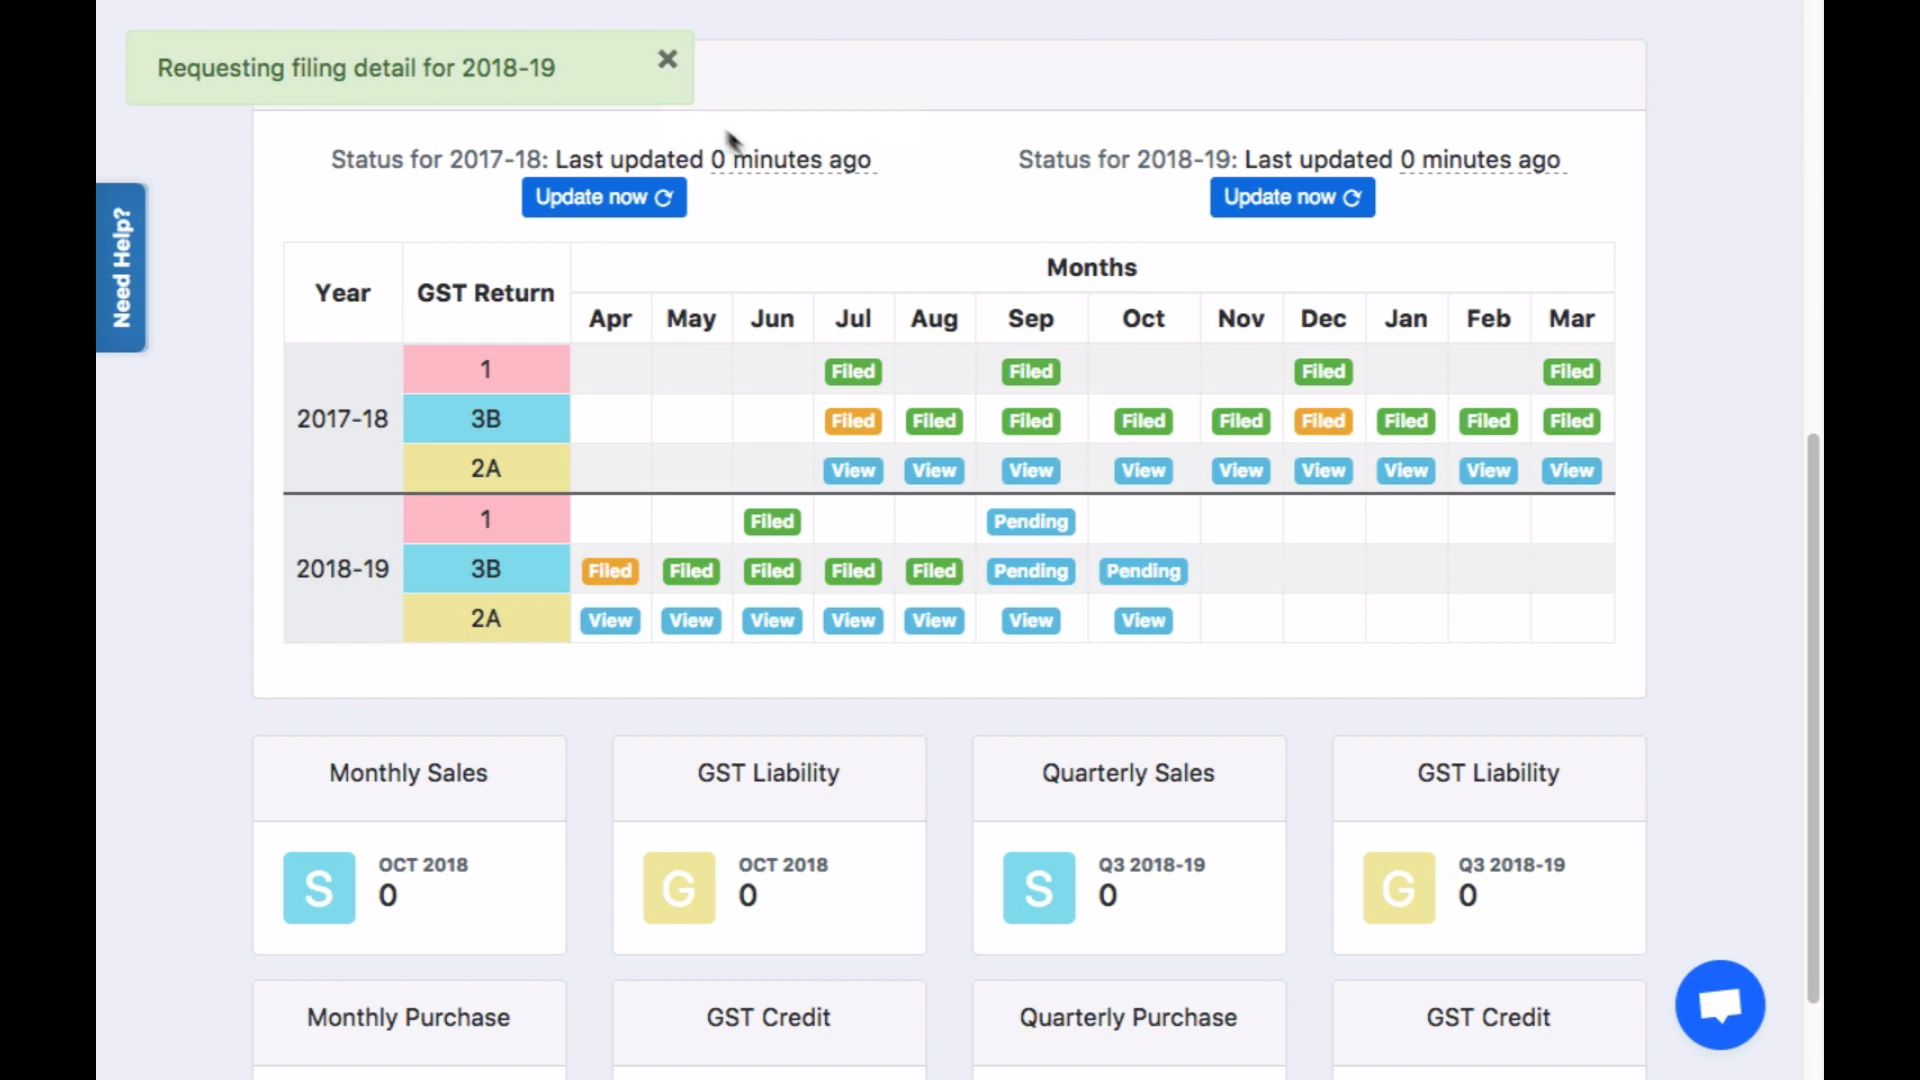 Requesting filing detail for 2018-19
Status for 2017-18: Last updated 0 minutes ago
Update now
Status for 2018-19: Last updated 0 minutes ago
Update now
Need Help?
Year GST Return Months
Apr May Jun Jul Aug Sep Oct Nov Dec Jan Feb Mar
2017-18
1 Filed Filed Filed Filed
3B Filed Filed Filed Filed Filed Filed Filed Filed Filed
2A View View View View View View View View View
2018-19
1 Filed Pending
3B Filed Filed Filed Filed Filed Pending Pending
2A View View View View View View View
Monthly Sales
S
OCT 2018
0
GST Liability
G
OCT 2018
0
Quarterly Sales
S
Q3 2018-19
0
GST Liability
G
Q3 2018-19
0
Monthly Purchase
GST Credit
Quarterly Purchase
GST Credit